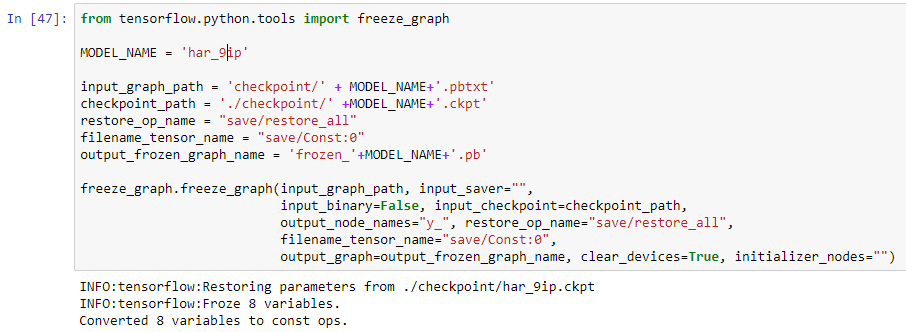 In [47]: from tensorflow.python.tools import freeze_graph
MODEL_NAME = 'har_9ip'
input_graph_path = 'checkpoint/' + MODEL_NAME+'.pbtxt'
checkpoint_path = './checkpoint/' +MODEL_NAME+'.ckpt'
restore_op_name = "save/restore_all"
filename_tensor_name = "save/Const:0"
output_frozen_graph_name = 'frozen_'+MODEL_NAME+'.pb'
freeze_graph.freeze_graph(input_graph_path, input_saver="",
input_binary=False, input_checkpoint=checkpoint_path,
output_node_names="y_", restore_op_name="save/restore_all",
filename_tensor_name="save/Const:0",
output_graph=output_frozen_graph_name, clear_devices=True, initializer_nodes="")
INFO:tensorflow:Restoring parameters from ./checkpoint/har_9ip.ckpt
INFO:tensorflow:Froze 8 variables.
Converted 8 variables to const ops.